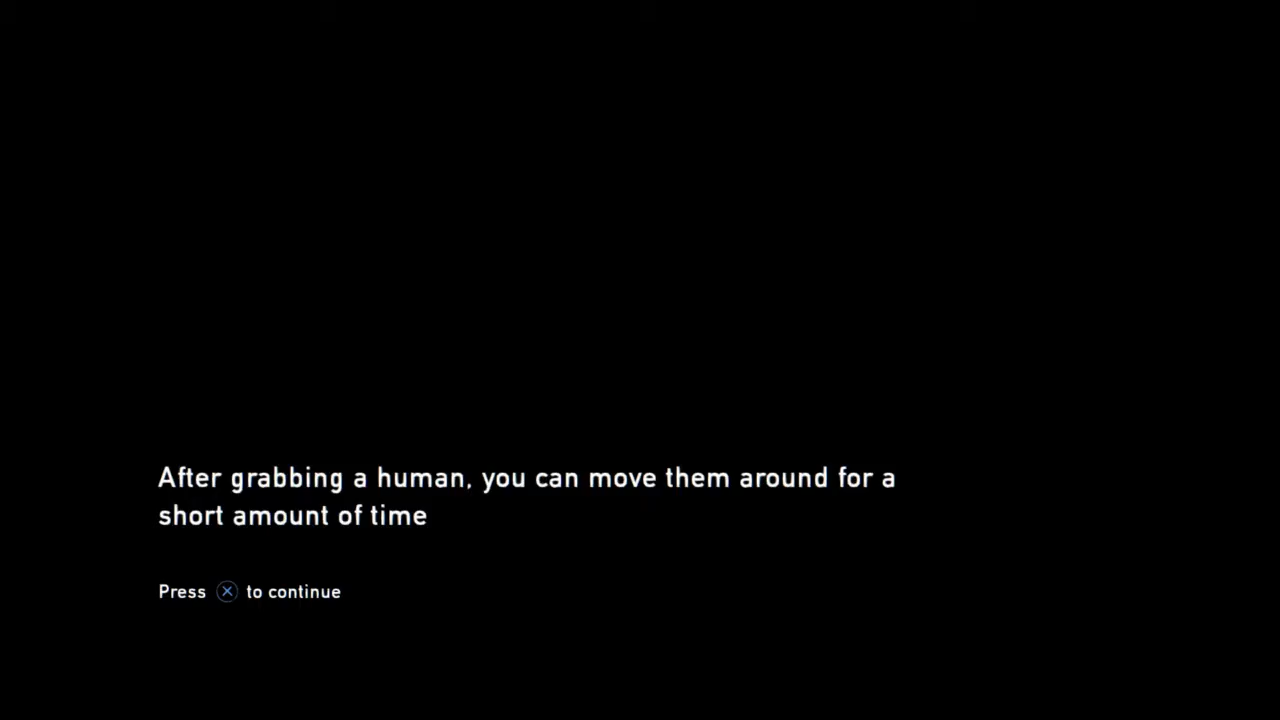 After grabbing a human, you can move them around for a
short amount of time
Press ⓧ to continue